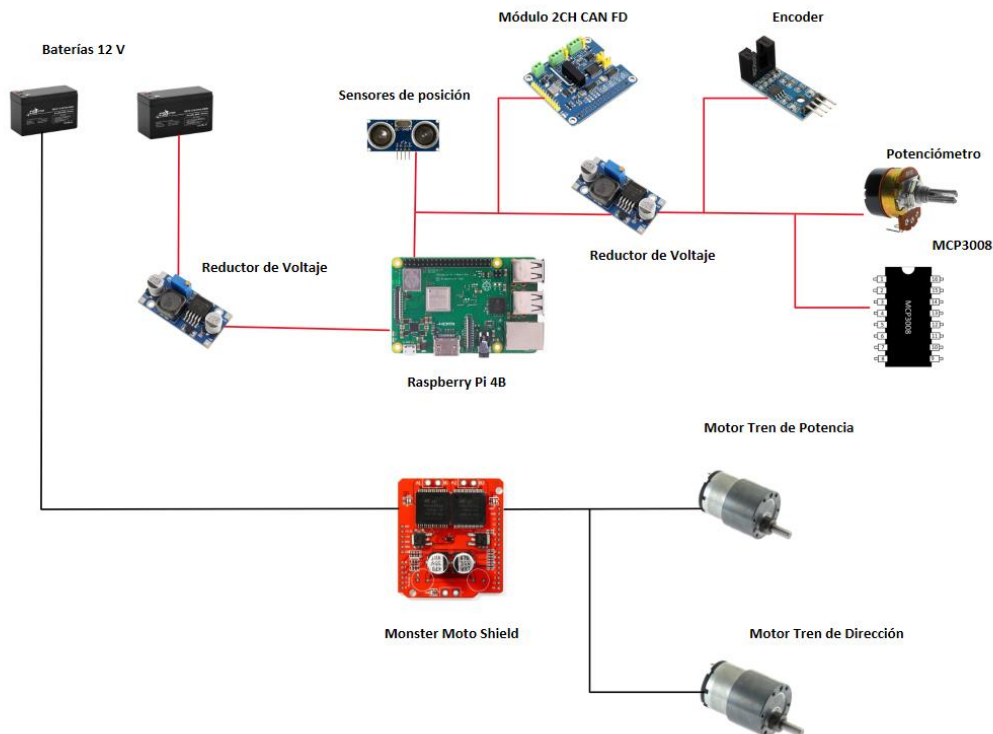 Módulo 2CH CAN FD
Encoder
Baterías 12 V
Sensores de posición
Potenciómetro
MCP3008
Reductor de Voltaje
Reductor de Voltaje
MCP3008
Raspberry Pi 4B
Motor Tren de Potencia
Monster Moto Shield
Motor Tren de Dirección